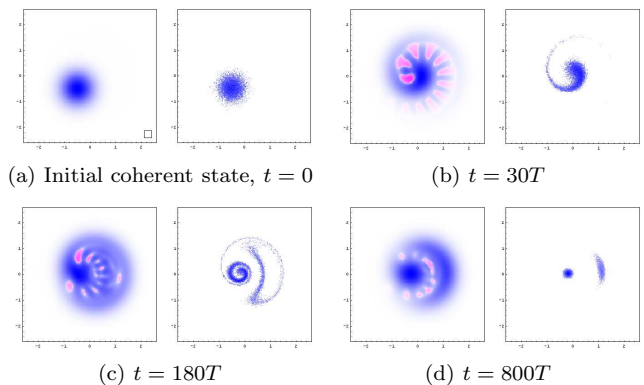 (a) Initial coherent state, t = 0
(b) t = 30T
(c) t = 180T
(d) t = 800T